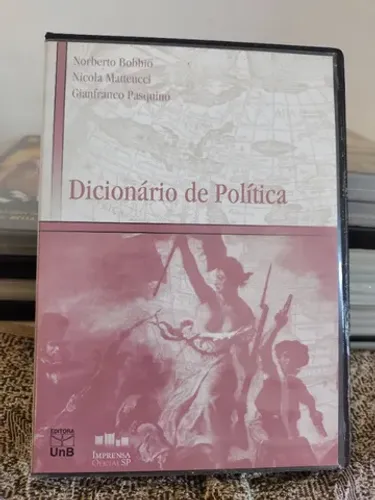 Norberto Bobbio
Nicola Matteucci
Gianfranco Pasquino
Dicionário de Política
EDITORA
UnB
IMPRENSA
OFICIAL SP